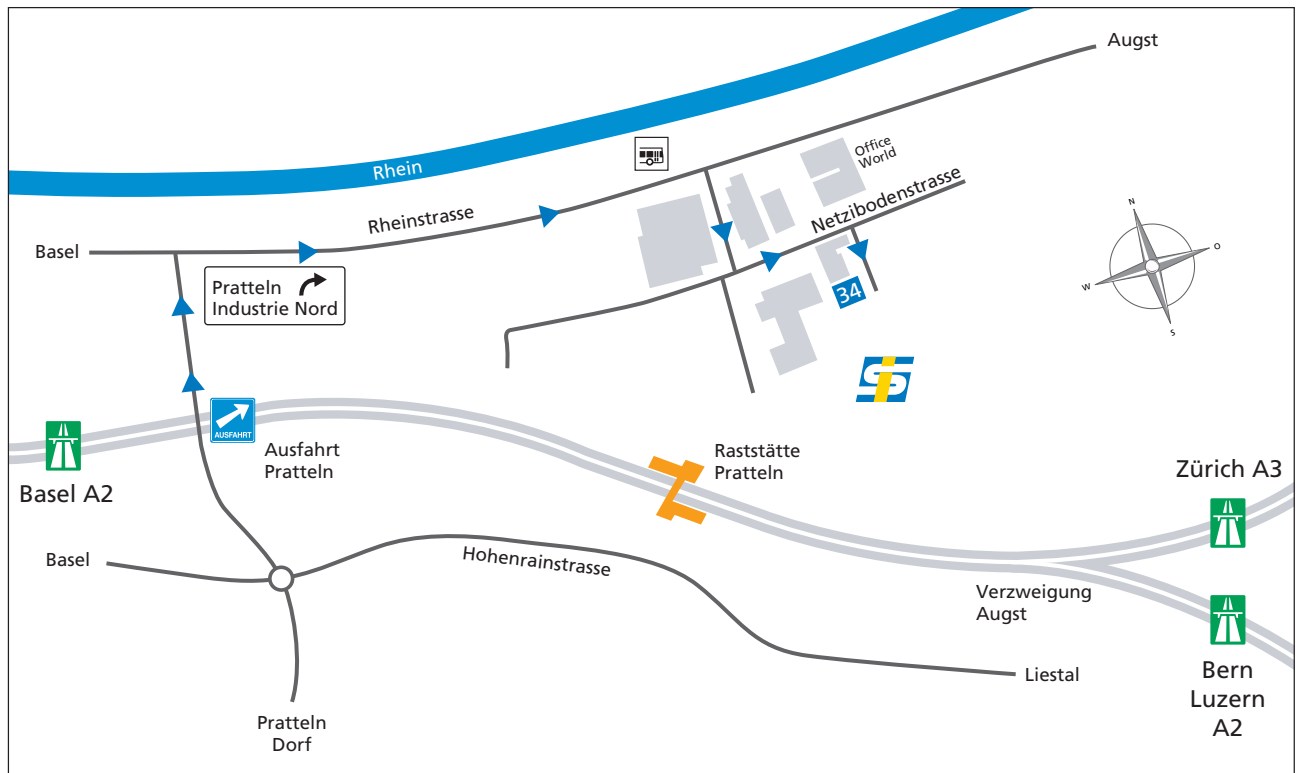 Augst
Office
World
Rhein
Netzibodenstrasse
Rheinstrasse
Basel
N
O
W
S
Pratteln
Industrie Nord
34
S i S
AUSFAHRT
Ausfahrt
Pratteln
Raststätte
Pratteln
Basel A2
Zürich A3
Basel
Hohenrainstrasse
Verzweigung
Augst
Liestal
Bern
Luzern
A2
Pratteln
Dorf